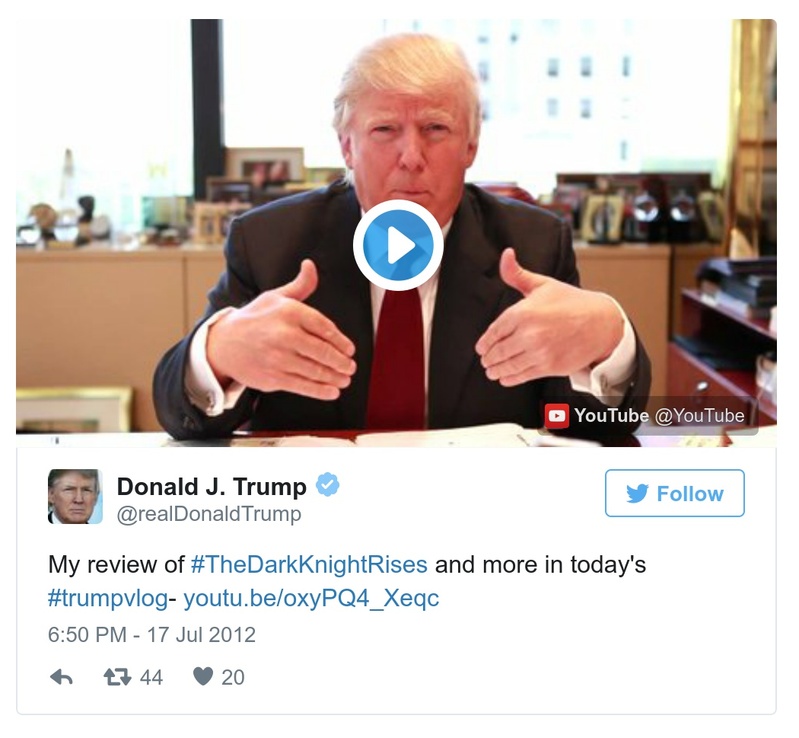 YouTube @YouTube
Donald J. Trump
Follow
@realDonaldTrump
My review of #TheDarkKnightRises and more in today's
#trumpvlog- youtu.be/oxyPQ4_Xeqc
6:50 PM - 17 Jul 2012
44 20